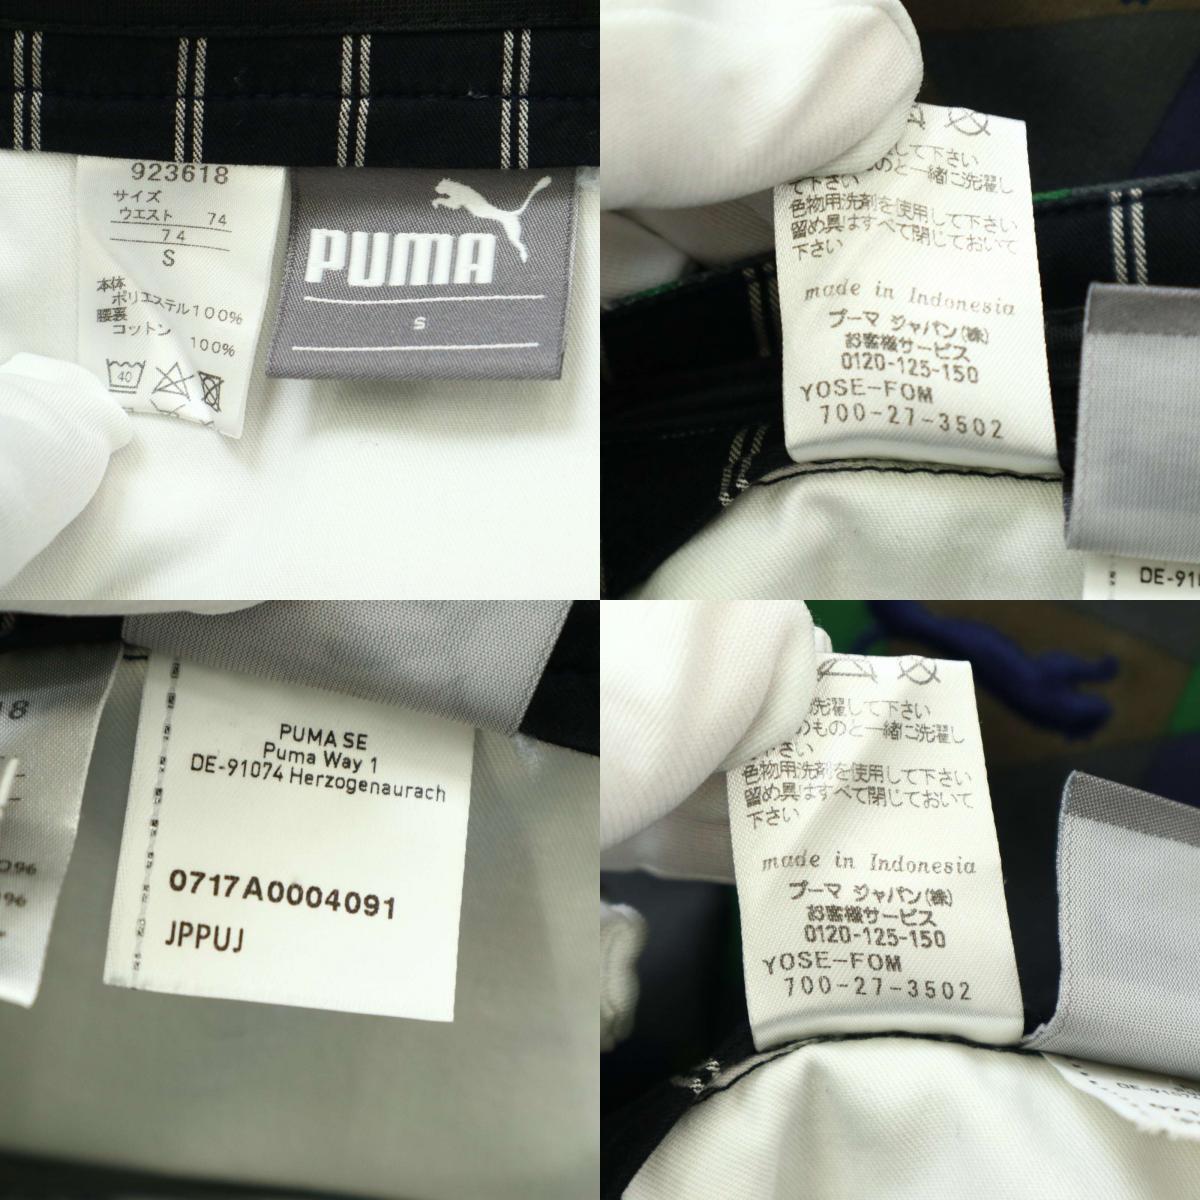 923618
サイズ
ウエスト 74
74
S
本体
ポリエステル100%
腰裏
コットン 100%
40
PUMA
S
して下さい
のものと一緒に洗濯し
て下さい
色物用洗剤を使用して下さい
留め具はすべて閉じておいて
下さい
made in Indonesia
プーマ ジャパン(株)
お客様サービス
0120-125-150
YOSE-FOM
700-27-3502
DE-910
18
PUMA SE
Puma Way 1
DE-91074 Herzogenaurach
0717A0004091
JPPUJ
洗濯して下さい
のものと一緒に洗濯し
下さい
色物用洗剤を使用して下さい
留め具はすべて閉じておいて
下さい
made in Indonesia
プーマ ジャパン(株)
お客様サービス
0120-125-150
YOSE-FOM
700-27-3502